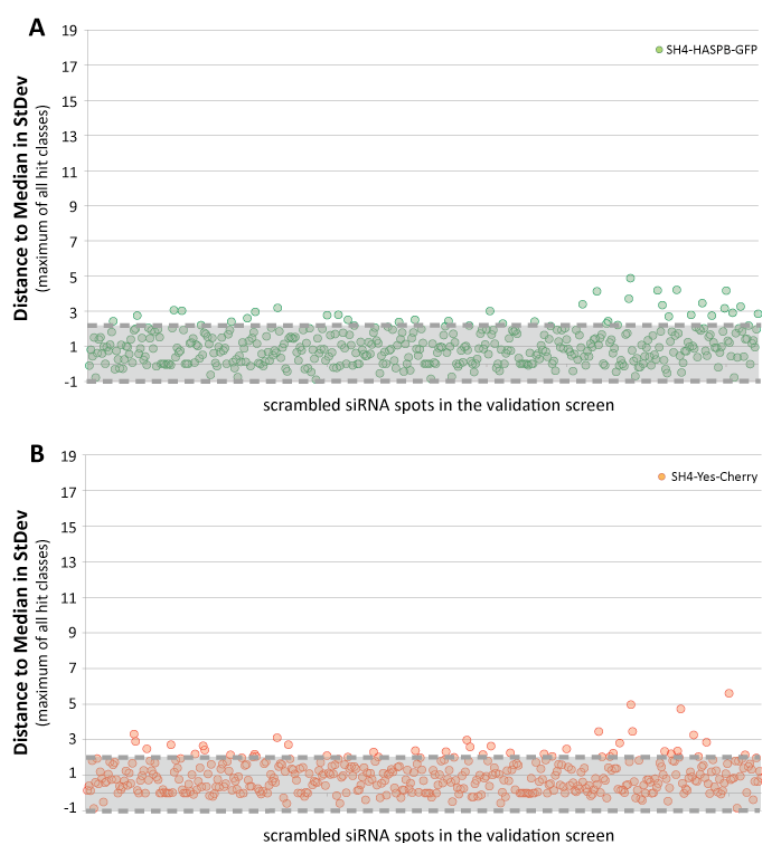 A
19
SH4-HASPB-GFP
17
15
13
11
9
7
5
3
1
-1
Distance to Median in StDev
(maximum of all hit classes)
scrambled siRNA spots in the validation screen
B
19
SH4-Yes-Cherry
17
15
13
11
9
7
5
3
1
-1
Distance to Median in StDev
(maximum of all hit classes)
scrambled siRNA spots in the validation screen